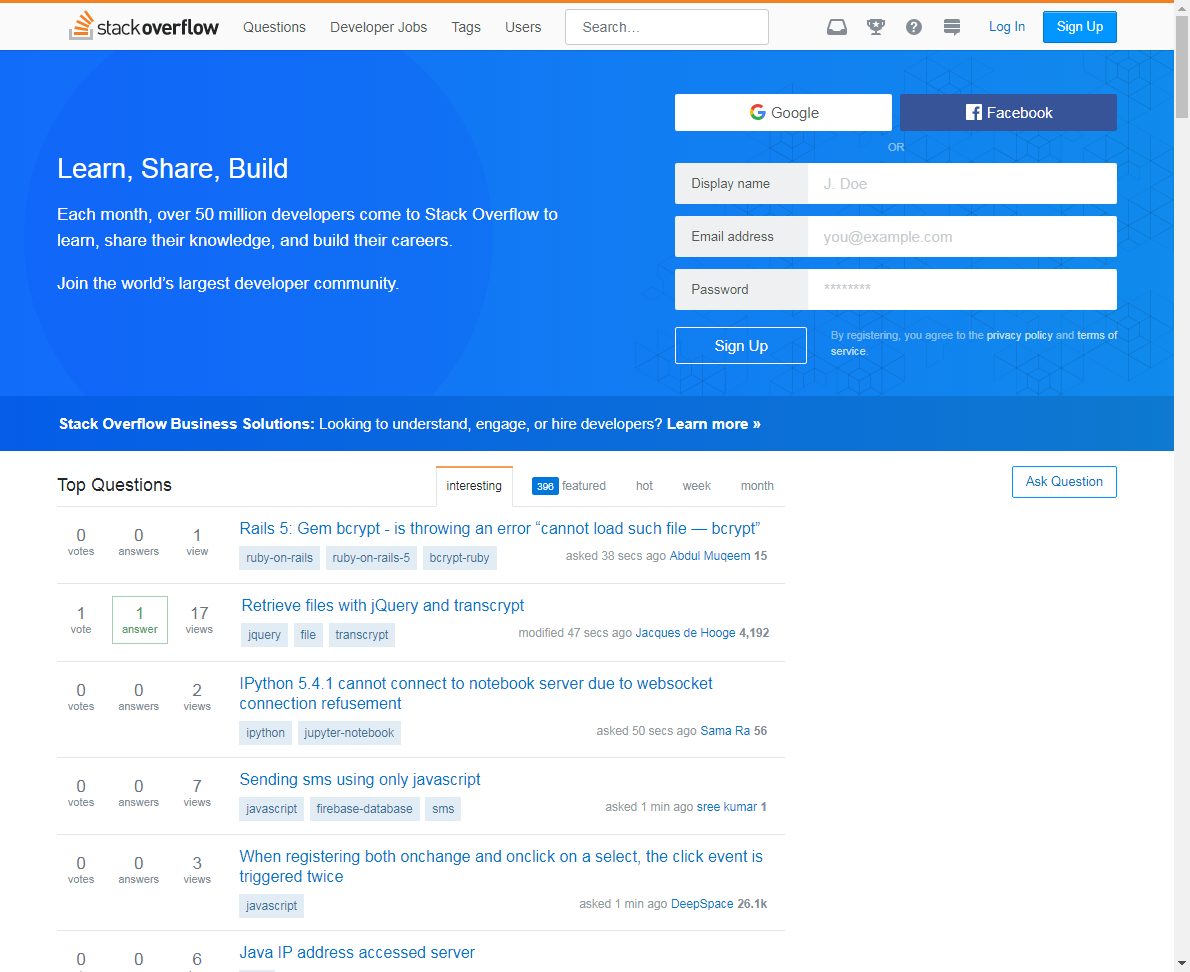 stackoverflow Questions Developer Jobs Tags Users Search... Log In Sign Up
Google Facebook
OR
Learn, Share, Build
Each month, over 50 million developers come to Stack Overflow to
learn, share their knowledge, and build their careers.
Join the world's largest developer community.
Display name J. Doe
Email address you@example.com
Password ********
Sign Up By registering, you agree to the privacy policy and terms of
service.
Stack Overflow Business Solutions: Looking to understand, engage, or hire developers? Learn more »
Top Questions interesting 396 featured hot week month Ask Question
0 0 1 Rails 5: Gem bcrypt - is throwing an error “cannot load such file — bcrypt”
votes answers view
ruby-on-rails ruby-on-rails-5 bcrypt-ruby asked 38 secs ago Abdul Muqeem 15
1 1 17 Retrieve files with jQuery and transcrypt
vote answer views
jquery file transcrypt modified 47 secs ago Jacques de Hooge 4,192
0 0 2 IPython 5.4.1 cannot connect to notebook server due to websocket
votes answers views connection refusement
ipython jupyter-notebook asked 50 secs ago Sama Ra 56
0 0 7 Sending sms using only javascript
votes answers views
javascript firebase-database sms asked 1 min ago sree kumar 1
0 0 3 When registering both onchange and onclick on a select, the click event is
votes answers views triggered twice
javascript asked 1 min ago DeepSpace 26.1k
0 0 6 Java IP address accessed server